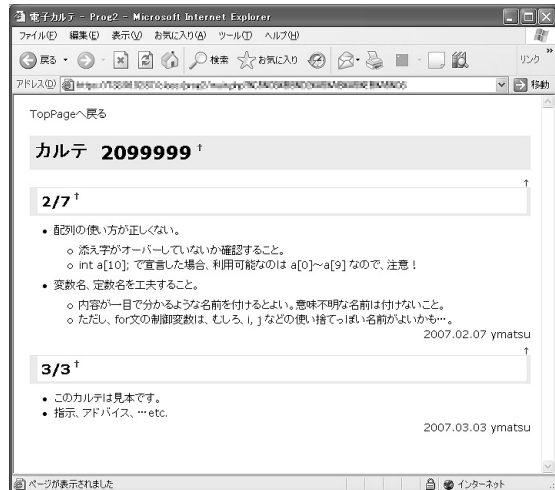 電子カルテ - Prog2 - Microsoft Internet Explorer
ファイル(F) 編集(E) 表示(V) お気に入り(A) ツール(T) ヘルプ(H)
戻る 検索 お気に入り リンク »
アドレス(D) 移動
TopPageへ戻る
カルテ 2099999 †
↑
2/7 †
• 配列の使い方が正しくない。
○ 添え字がオーバーしていないか確認すること。
○ int a[10]; で宣言した場合、利用可能なのは a[0]～a[9] なので、注意！
• 変数名、定数名を工夫すること。
○ 内容が一目で分かるような名前を付けるとよい。意味不明な名前は付けないこと。
○ ただし、for文の制御変数は、むしろ、i, j などの使い捨てっぽい名前がよいかも…。
2007.02.07 ymatsu
↑
3/3 †
• このカルテは見本です。
• 指示、アドバイス、…etc.
2007.03.03 ymatsu
ページが表示されました インターネット